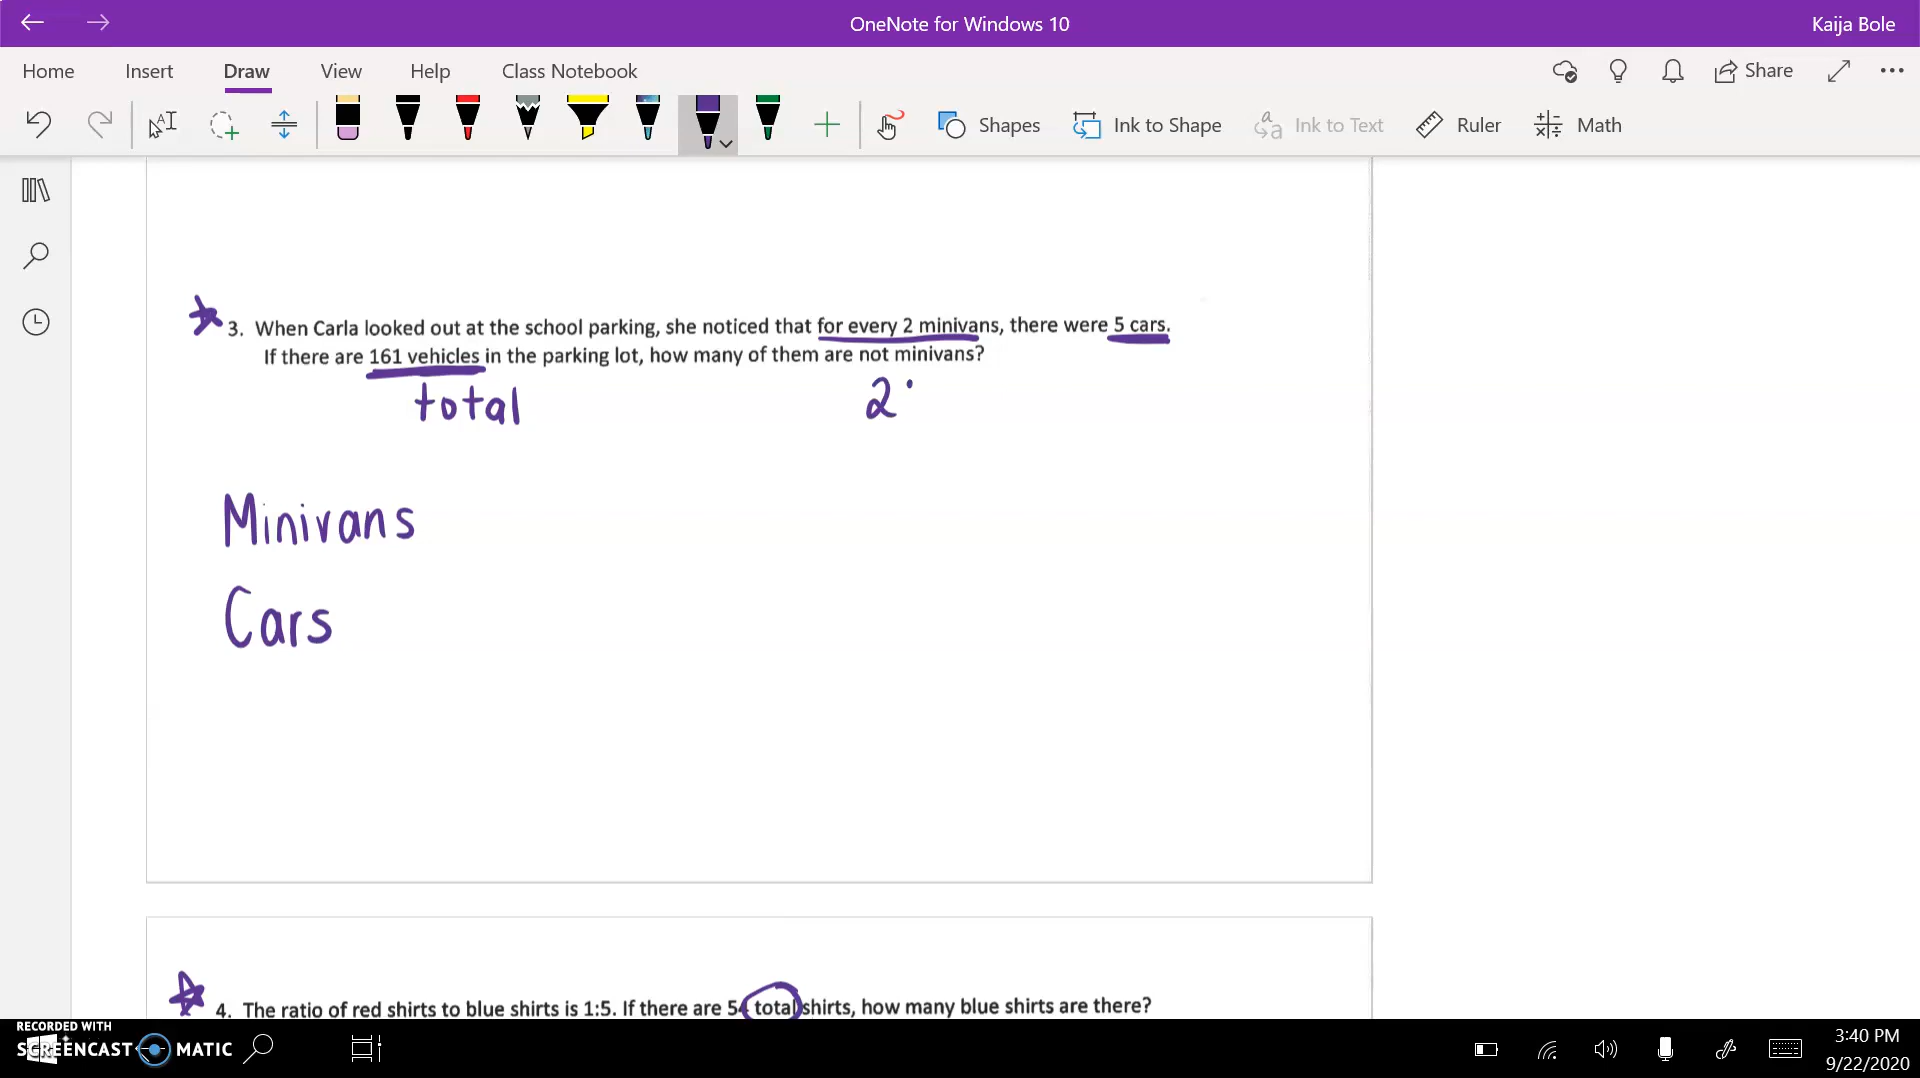 OneNote for Windows 10
Kaija Bole
Home Insert Draw View Help Class Notebook Share
Shapes Ink to Shape Ink to Text Ruler Math
3. When Carla looked out at the school parking, she noticed that for every 2 minivans, there were 5 cars.
If there are 161 vehicles in the parking lot, how many of them are not minivans?
total 2
Minivans
Cars
4. The ratio of red shirts to blue shirts is 1:5. If there are 54 total shirts, how many blue shirts are there?
RECORDED WITH
SCREENCAST MATIC
3:40 PM
9/22/2020